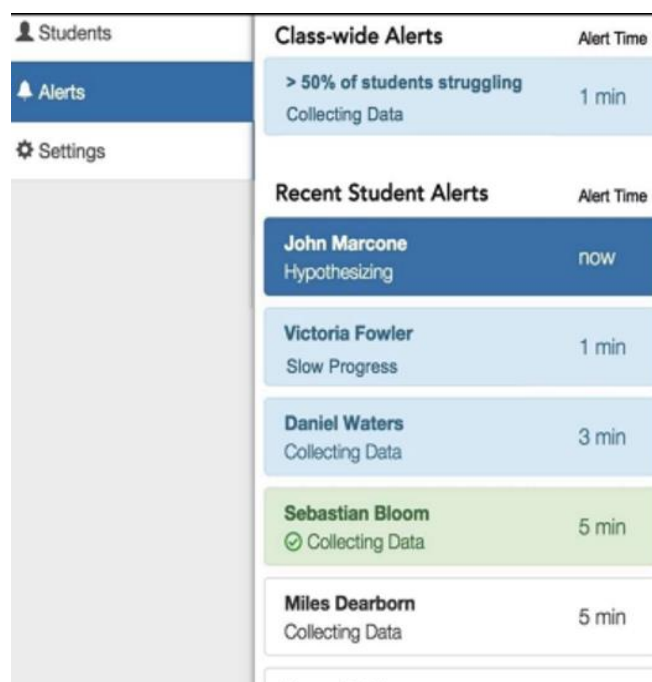 Students
Alerts
Settings
Class-wide Alerts Alert Time
> 50% of students struggling
Collecting Data
1 min
Recent Student Alerts Alert Time
John Marcone
Hypothesizing
now
Victoria Fowler
Slow Progress
1 min
Daniel Waters
Collecting Data
3 min
Sebastian Bloom
Collecting Data
5 min
Miles Dearborn
Collecting Data
5 min